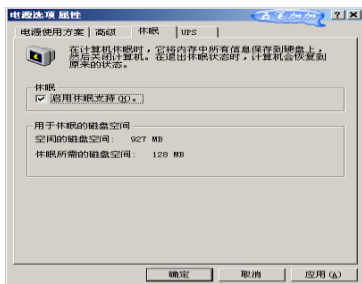 电源选项 属性
电源使用方案 高级 休眠 UPS
在计算机休眠时，它将内存中所有信息保存到硬盘上，
然后关闭计算机。在退出休眠状态时，计算机会恢复到
原来的状态。
休眠
启用休眠支持(H)。
用于休眠的磁盘空间
空闲的磁盘空间： 927 MB
休眠所需的磁盘空间： 128 MB
确定 取消 应用(A)